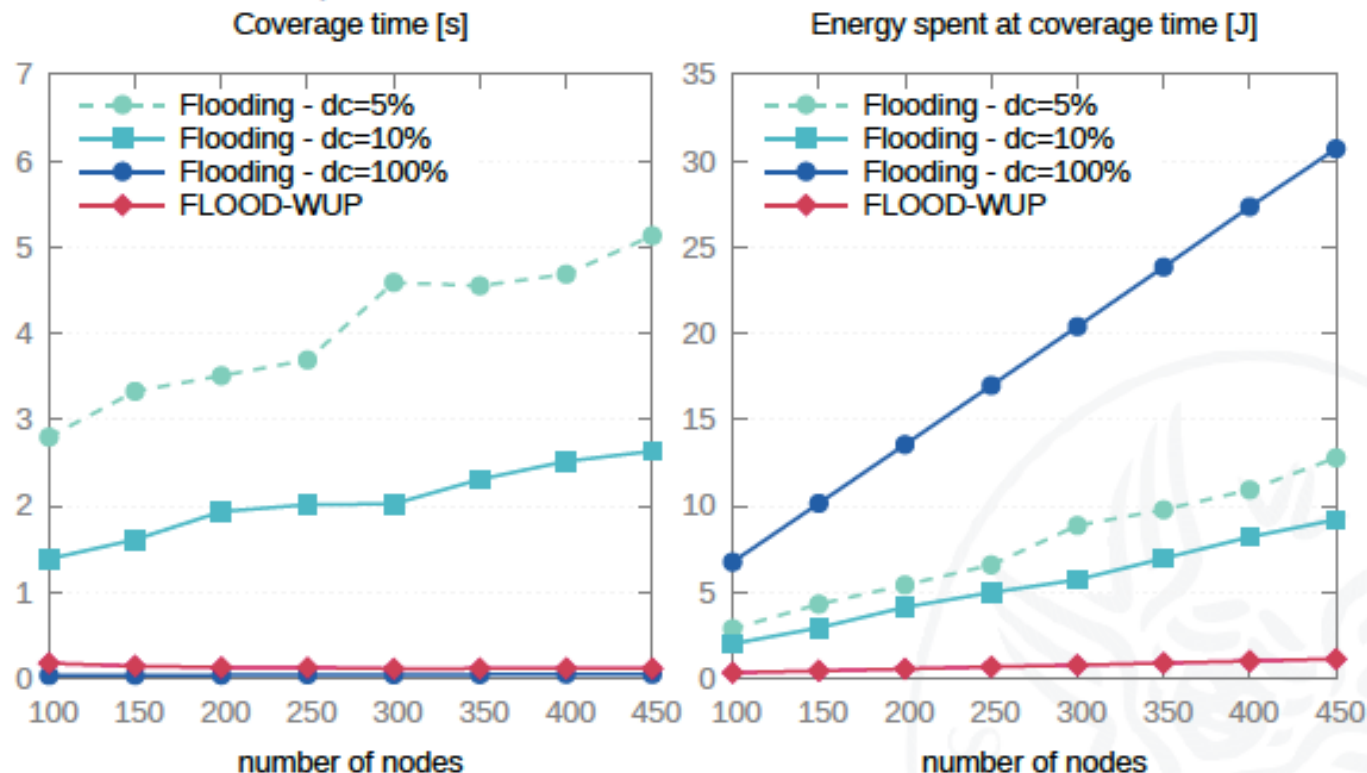 Coverage time [s]
7
6
5
4
3
2
1
0
Flooding - dc=5%
Flooding - dc=10%
Flooding - dc=100%
FLOOD-WUP
100 150 200 250 300 350 400 450
number of nodes
Energy spent at coverage time [J]
35
30
25
20
15
10
5
0
Flooding - dc=5%
Flooding - dc=10%
Flooding - dc=100%
FLOOD-WUP
100 150 200 250 300 350 400 450
number of nodes